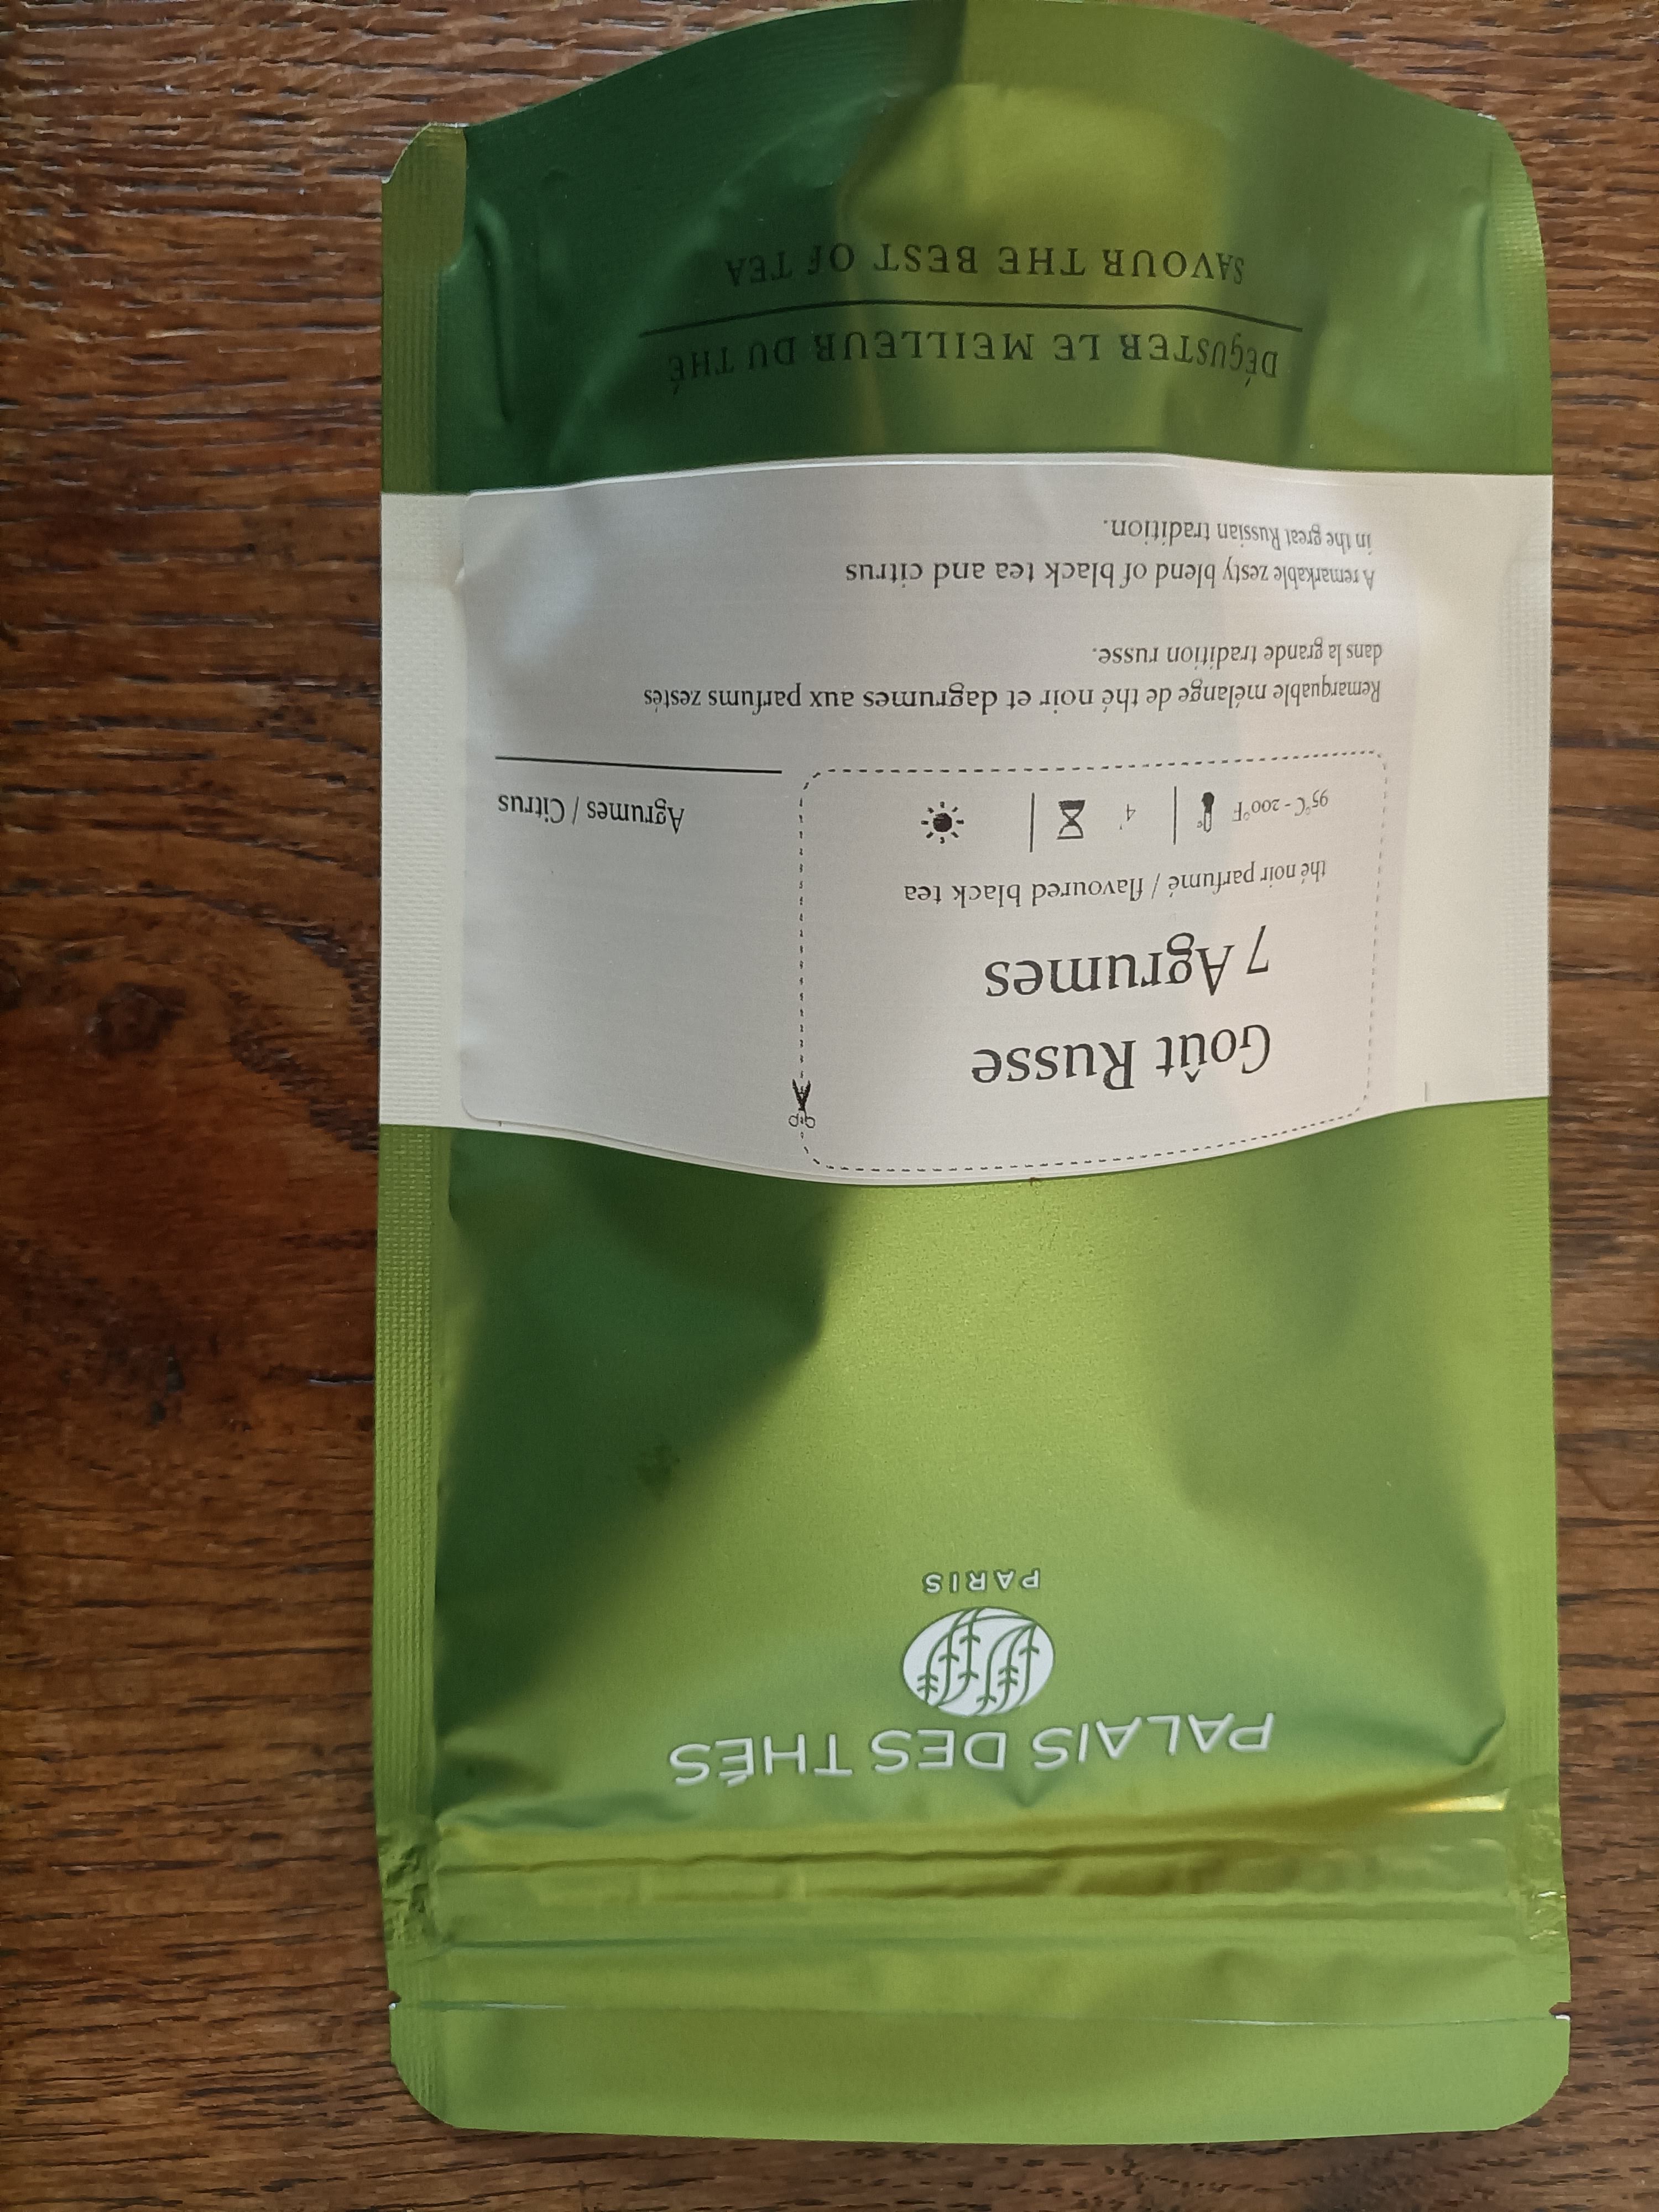 PALAIS DES THÉS
PARIS
Goût Russe
7 Agrumes
thé noir parfumé / flavoured black tea
95°C - 200°F
4'
Agrumes / Citrus
Remarquable mélange de thé noir et dagrumes aux parfums zestés
dans la grande tradition russe.
A remarkable zesty blend of black tea and citrus
in the great Russian tradition.
DÉGUSTER LE MEILLEUR DU THÉ
SAVOUR THE BEST OF TEA